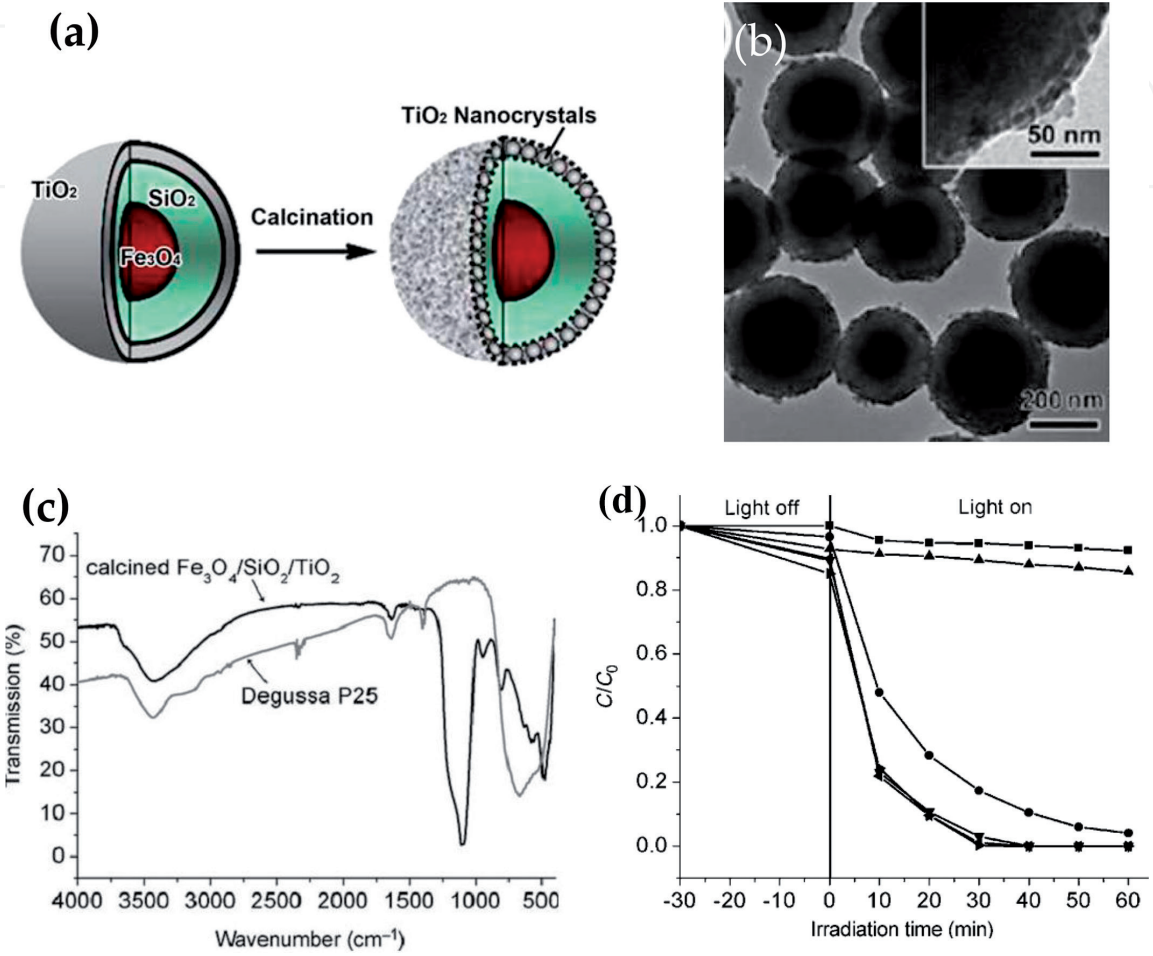 (a)
TiO₂ Nanocrystals
TiO₂
SiO₂
Fe₃O₄
Calcination
(b)
50 nm
200 nm
(c)
70
60
50
40
30
20
10
0
Transmission (%)
calcined Fe₃O₄/SiO₂/TiO₂
Degussa P25
4000 3500 3000 2500 2000 1500 1000 500
Wavenumber (cm⁻¹)
(d)
Light off Light on
1.0
0.8
0.6
0.4
0.2
0.0
C/C₀
-30 -20 -10 0 10 20 30 40 50 60
Irradiation time (min)